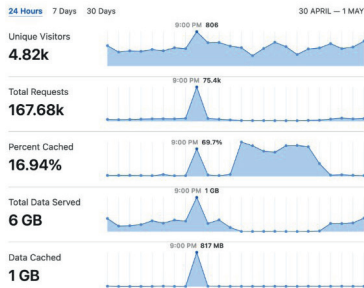 24 Hours 7 Days 30 Days 30 APRIL — 1 MAY
9:00 PM 806
Unique Visitors
4.82k
9:00 PM 75.4k
Total Requests
167.68k
9:00 PM 69.7%
Percent Cached
16.94%
9:00 PM 1 GB
Total Data Served
6 GB
9:00 PM 817 MB
Data Cached
1 GB